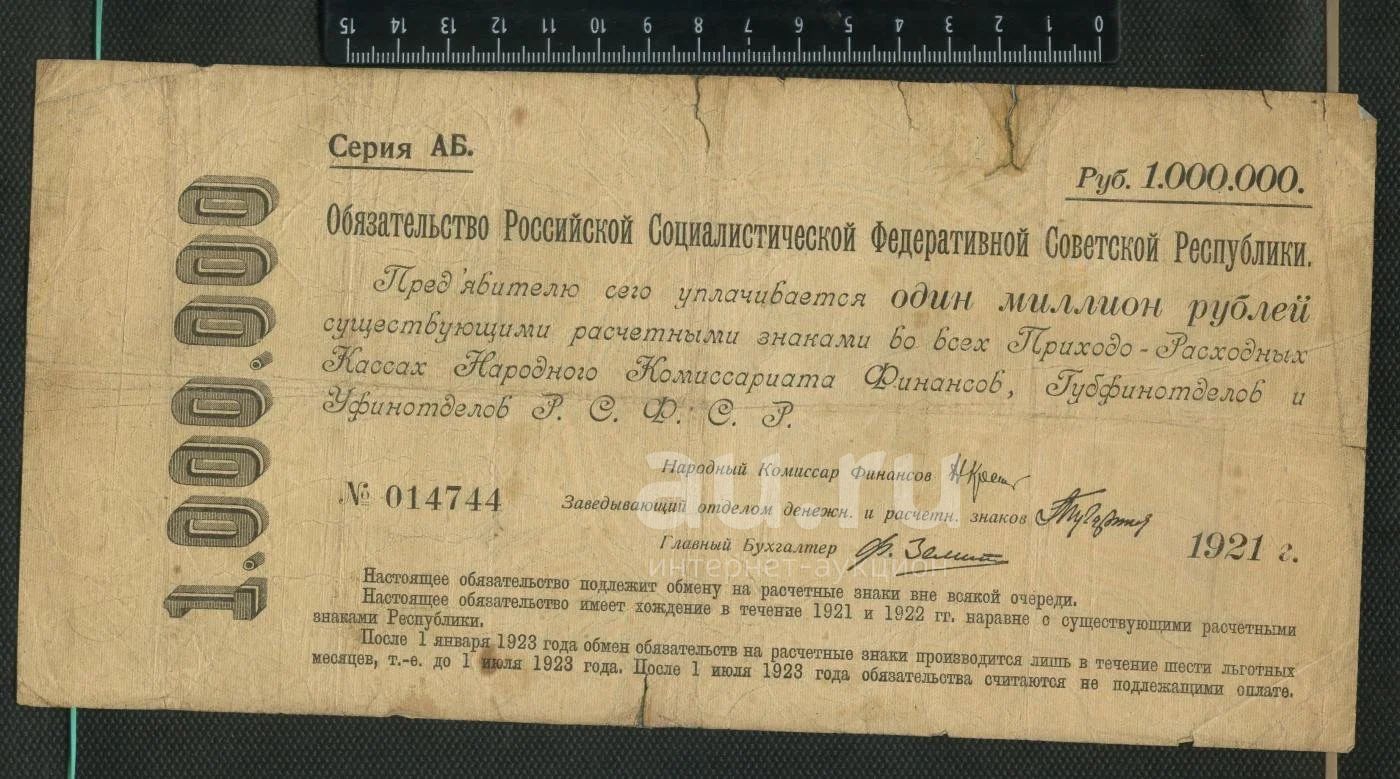 15 14 13 12 11 10 9 8 7 6 5 4 3 2 1 0
Серия АБ.
Руб. 1.000.000.
1.000.000
Обязательство Российской Социалистической Федеративной Советской Республики.
Пред'явителю сего уплачивается один миллион рублей
существующими расчетными знаками во всех Приходо-Расходных
Кассах Народного Комиссариата Финансов, Губфинотделов и
Уфинотделов Р. С. Ф. С. Р.
Народный Комиссар Финансов
№ 014744
Заведывающий отделом денежн. и расчетн. знаков
Главный Бухгалтер
1921 г.
au.ru
интернет-аукцион
Настоящее обязательство подлежит обмену на расчетные знаки вне всякой очереди.
Настоящее обязательство имеет хождение в течение 1921 и 1922 гг. наравне с существующими расчетными
знаками Республики.
После 1 января 1923 года обмен обязательств на расчетные знаки производится лишь в течение шести льготных
месяцев, т.-е. до 1 июля 1923 года. После 1 июля 1923 года обязательства считаются не подлежащими оплате.